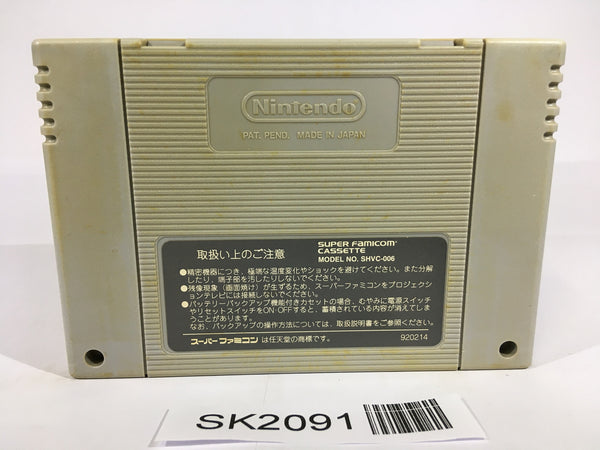 Nintendo
PAT. PEND. MADE IN JAPAN
取扱い上のご注意
SUPER FAMICOM
CASSETTE
MODEL NO. SHVC-006
●精密機器につき、極端な温度変化やショックを避けてください。また分解
したり、端子部を汚したりしないでください。
●残像現象（画面焼け）が生ずるため、スーパーファミコンをプロジェクシ
ョンテレビには接続しないでください。
●バッテリーバックアップ機能付きカセットの場合、むやみに電源スイッチ
やリセットスイッチをON・OFFすると、蓄積されている内容が消えてしま
うことがあります。
なお、バックアップの操作方法については、取扱説明書をご参照ください。
スーパーファミコンは任天堂の商標です。
920214
SK2091